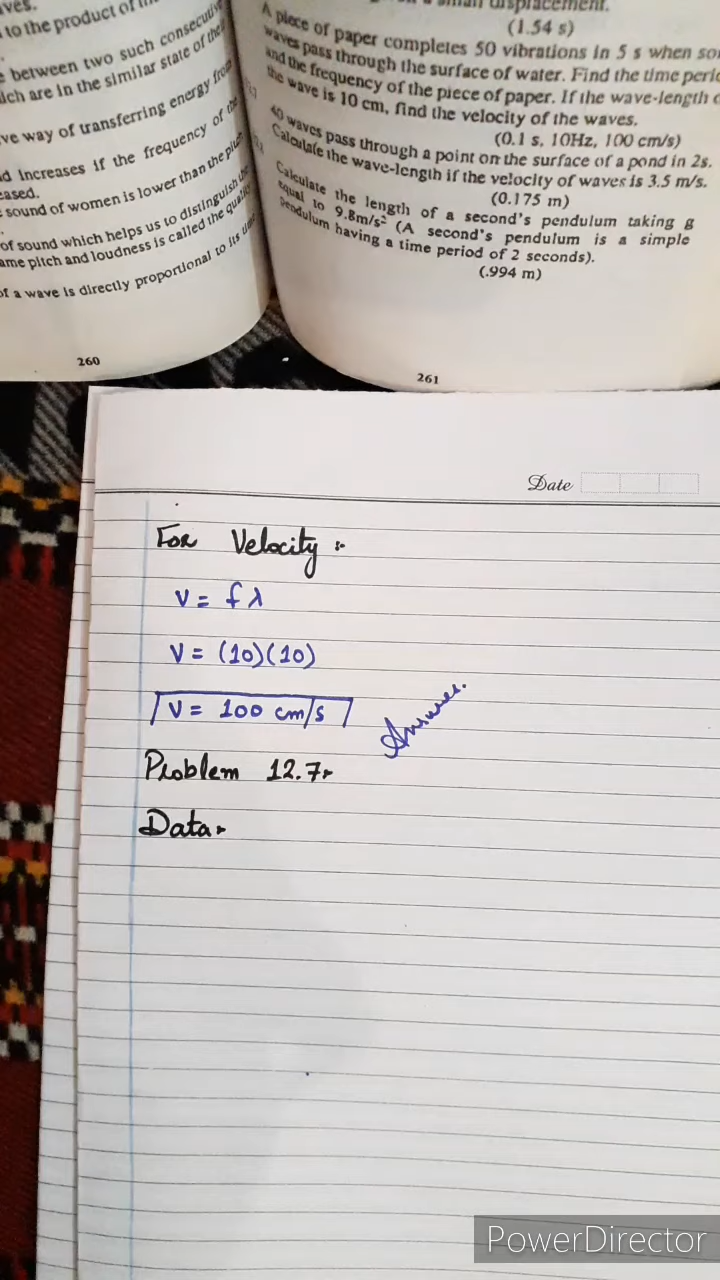 ves.
to the product of
between two such consecutive
ich are in the similar state of their
ve way of transferring energy from
d increases if the frequency of the
eased.
sound of women is lower than the pitch
of sound which helps us to distinguish
ame pitch and loudness is called the quality
of a wave is directly proportional to its
260
displacement.
(1.54 s)
A piece of paper completes 50 vibrations in 5 s when
waves pass through the surface of water. Find the time
and the frequency of the piece of paper. If the wave-length
the wave is 10 cm, find the velocity of the waves.
(0.1 s, 10Hz, 100 cm/s)
40 waves pass through a point on the surface of a pond in 2s.
Calculate the wave-length if the velocity of waves is 3.5 m/s.
(0.175 m)
Calculate the length of a second's pendulum taking g
equal to 9.8m/s² (A second's pendulum is a simple
pendulum having a time period of 2 seconds).
(.994 m)
261
Date
For Velocity :-
V = fλ
V = (10)(10)
V = 100 cm/s
Answer.
Problem 12.7:-
Data:-
PowerDirector